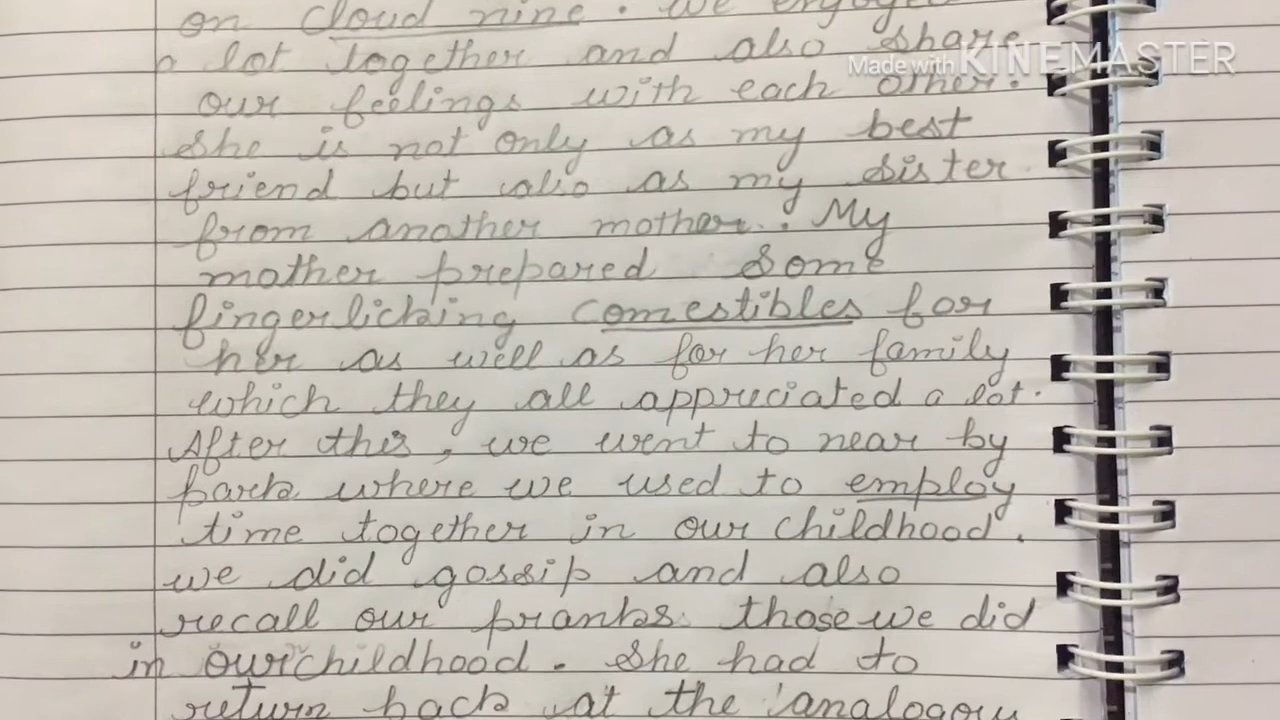 on cloud nine. We enjoyed
a lot together and also share
Made with KINEMASTER
our feelings with each other.
She is not only as my best
friend but also as my sister
from another mother. My
mother prepared some
fingerlicking comestibles for
her as well as for her family
which they all appreciated a lot.
After this, we went to near by
park where we used to employ
time together in our childhood.
we did gossip and also
recall our pranks those we did
in our childhood. She had to
return back at the analogou